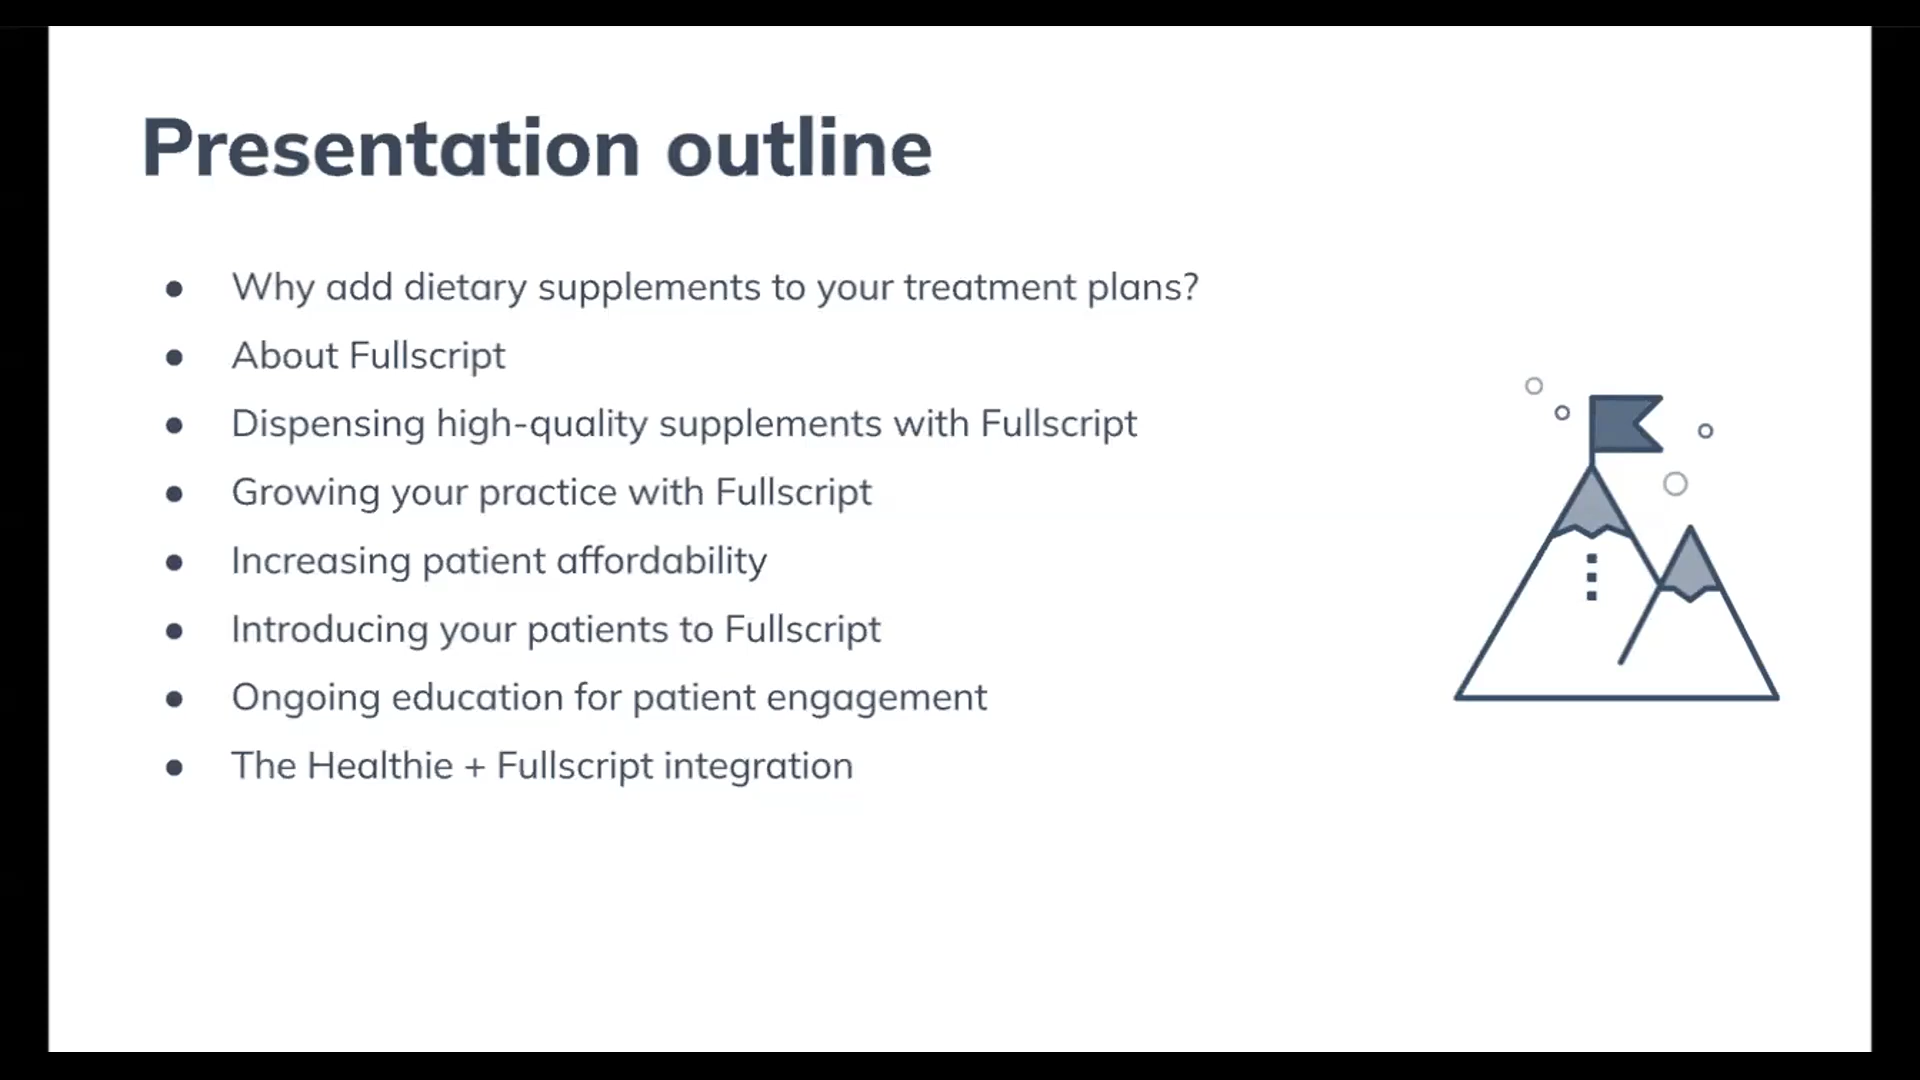 Presentation outline
● Why add dietary supplements to your treatment plans?
● About Fullscript
● Dispensing high-quality supplements with Fullscript
● Growing your practice with Fullscript
● Increasing patient affordability
● Introducing your patients to Fullscript
● Ongoing education for patient engagement
● The Healthie + Fullscript integration